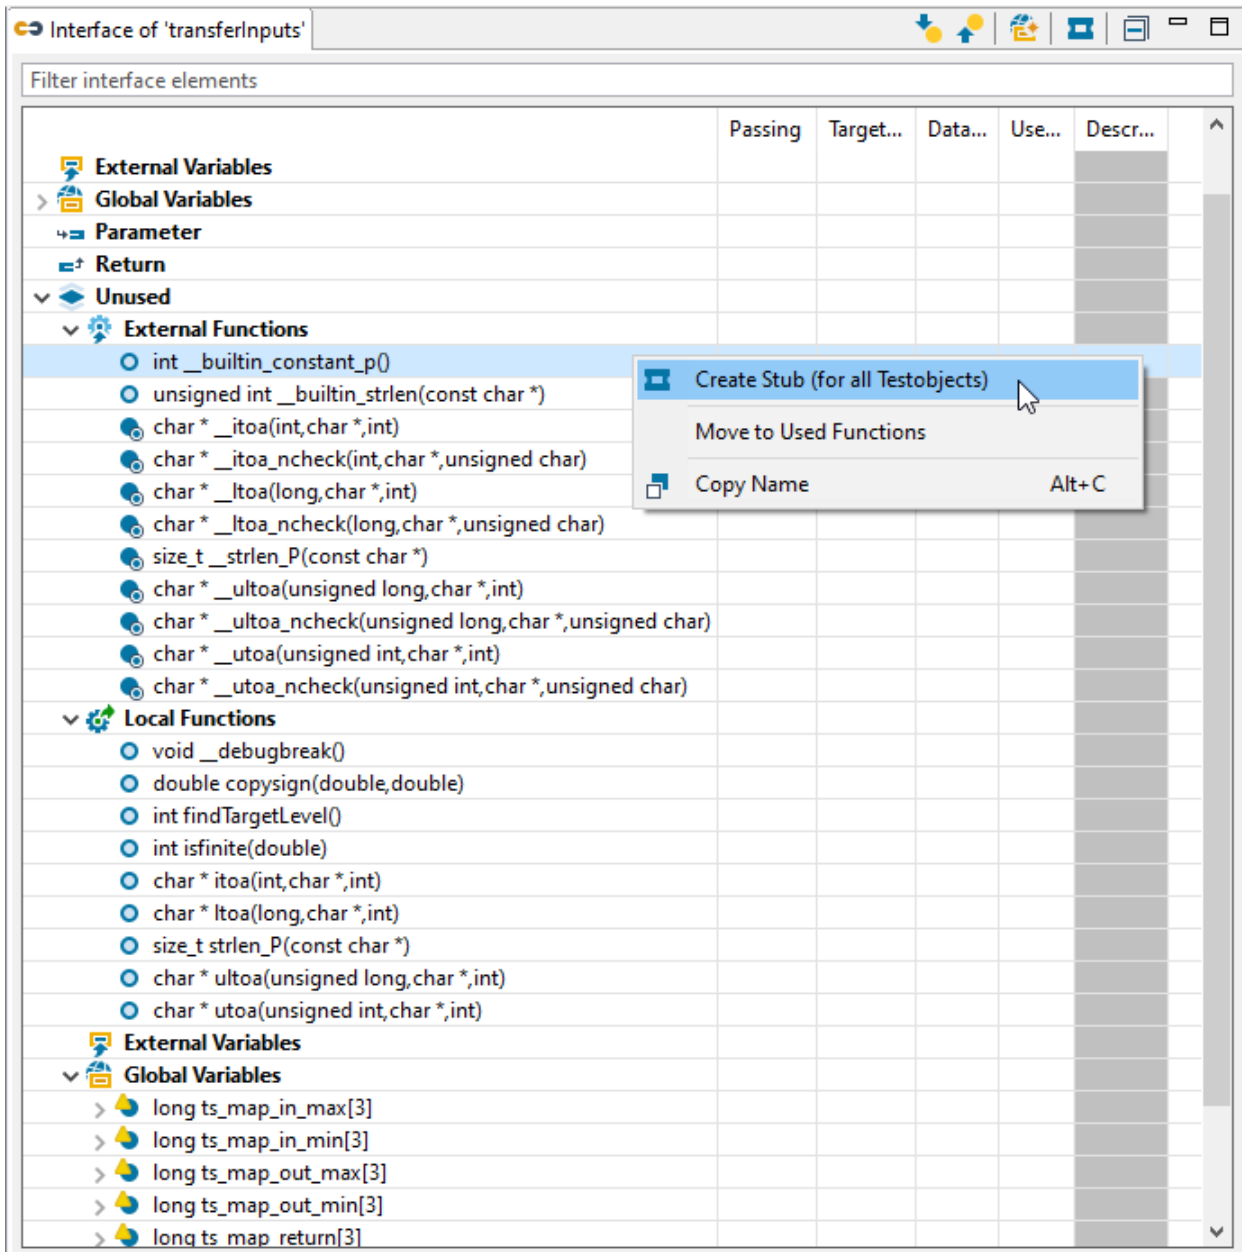 Interface of 'transferInputs'
Filter interface elements
Passing Target... Data... Use... Descr...
External Variables
Global Variables
Parameter
Return
Unused
External Functions
int __builtin_constant_p()
Create Stub (for all Testobjects)
unsigned int __builtin_strlen(const char *)
char * __itoa(int,char *,int)
Move to Used Functions
char * __itoa_ncheck(int,char *,unsigned char)
char * __ltoa(long,char *,int)
Copy Name Alt+C
char * __ltoa_ncheck(long,char *,unsigned char)
size_t __strlen_P(const char *)
char * __ultoa(unsigned long,char *,int)
char * __ultoa_ncheck(unsigned long,char *,unsigned char)
char * __utoa(unsigned int,char *,int)
char * __utoa_ncheck(unsigned int,char *,unsigned char)
Local Functions
void __debugbreak()
double copysign(double,double)
int findTargetLevel()
int isfinite(double)
char * itoa(int,char *,int)
char * ltoa(long,char *,int)
size_t strlen_P(const char *)
char * ultoa(unsigned long,char *,int)
char * utoa(unsigned int,char *,int)
External Variables
Global Variables
long ts_map_in_max[3]
long ts_map_in_min[3]
long ts_map_out_max[3]
long ts_map_out_min[3]
long ts_map_return[3]